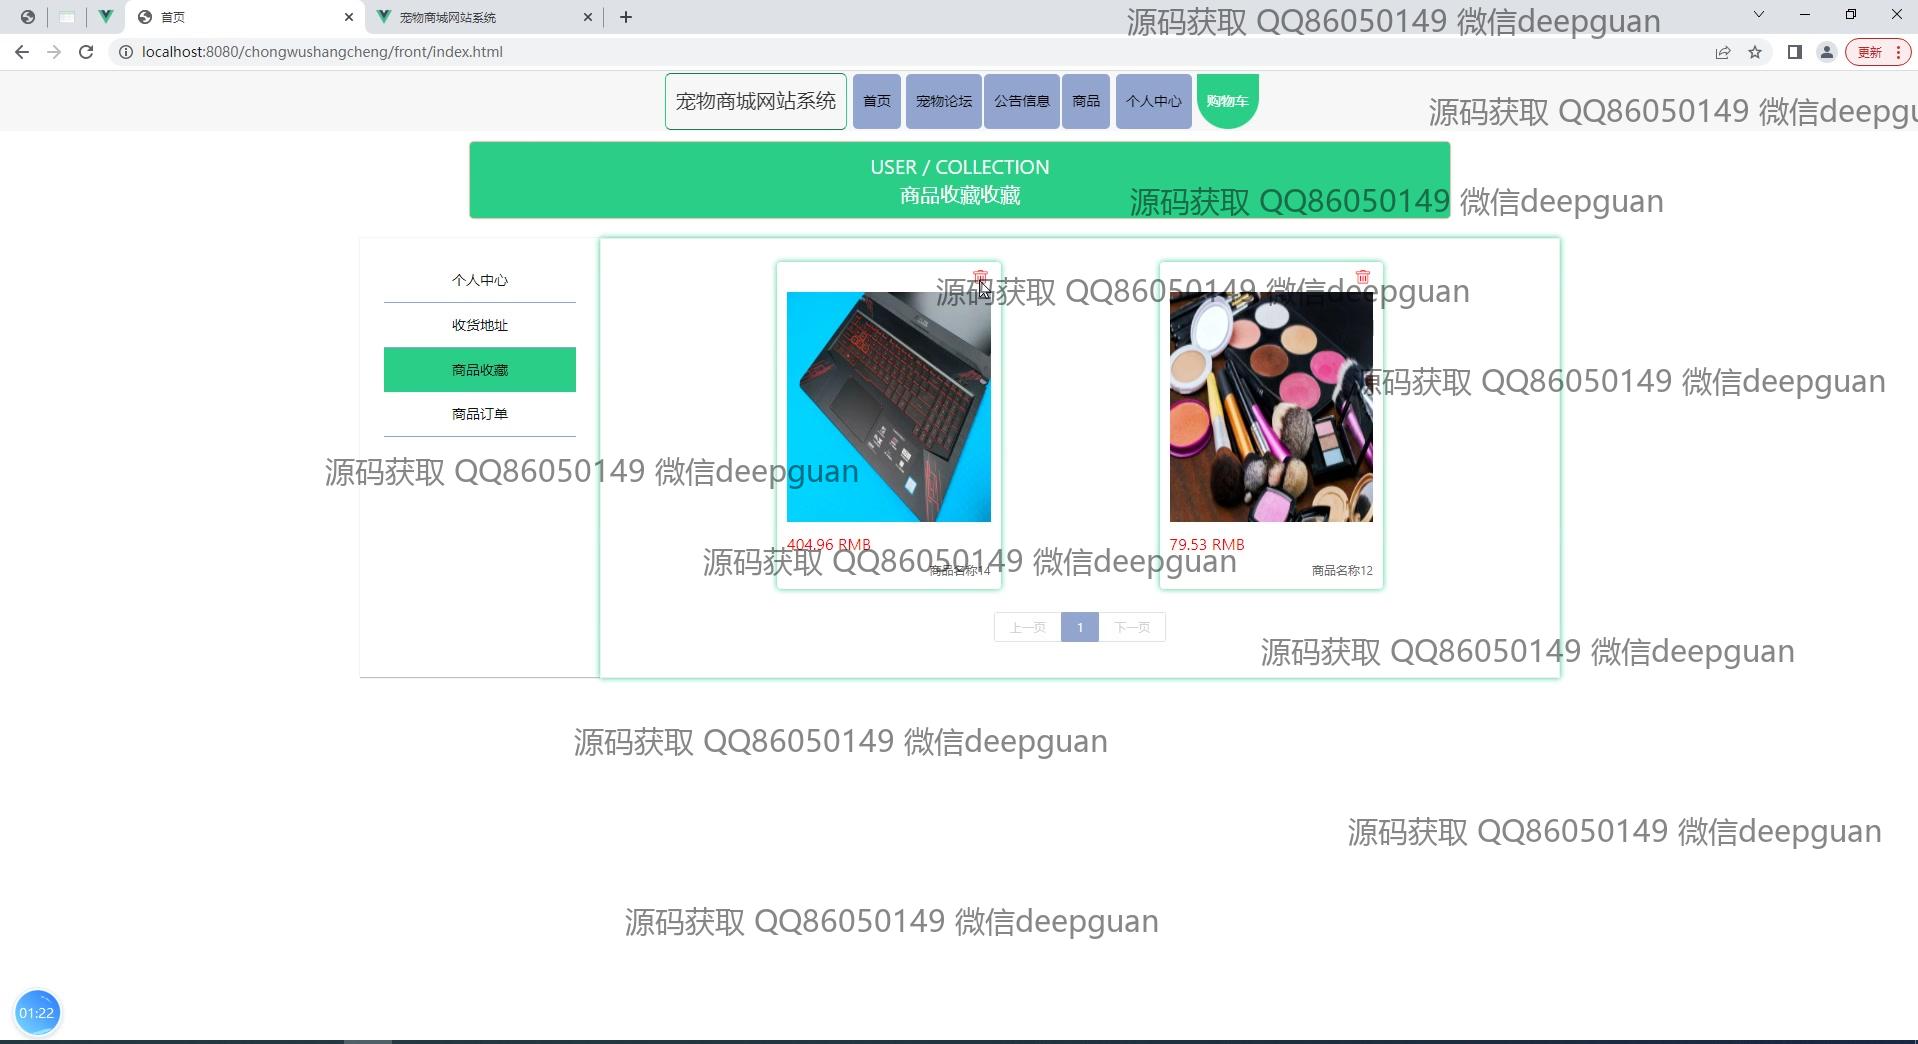 首页
宠物商城网站系统
源码获取 QQ86050149 微信deepguan
localhost:8080/chongwushangcheng/front/index.html
更新
宠物商城网站系统
首页
宠物论坛
公告信息
商品
个人中心
购物车
源码获取 QQ86050149 微信deepgu
USER / COLLECTION
商品收藏收藏
源码获取 QQ86050149 微信deepguan
个人中心
收货地址
商品收藏
商品订单
源码获取 QQ86050149 微信deepguan
源码获取 QQ86050149 微信deepguan
源码获取 QQ86050149 微信deepguan
404.96 RMB
商品名称14
79.53 RMB
商品名称12
源码获取 QQ86050149 微信deepguan
上一页
1
下一页
源码获取 QQ86050149 微信deepguan
源码获取 QQ86050149 微信deepguan
源码获取 QQ86050149 微信deepguan
源码获取 QQ86050149 微信deepguan
01:22